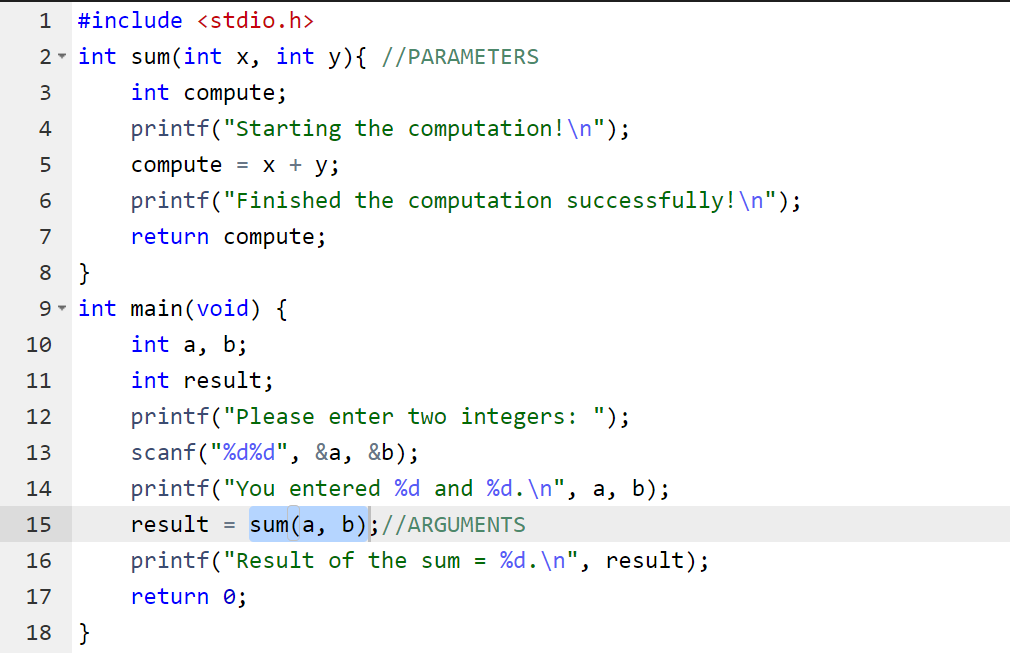 1 #include <stdio.h>
2 int sum(int x, int y){ //PARAMETERS
3     int compute;
4     printf("Starting the computation!\n");
5     compute = x + y;
6     printf("Finished the computation successfully!\n");
7     return compute;
8 }
9 int main(void) {
10     int a, b;
11     int result;
12     printf("Please enter two integers: ");
13     scanf("%d%d", &a, &b);
14     printf("You entered %d and %d.\n", a, b);
15     result = sum(a, b);//ARGUMENTS
16     printf("Result of the sum = %d.\n", result);
17     return 0;
18 }